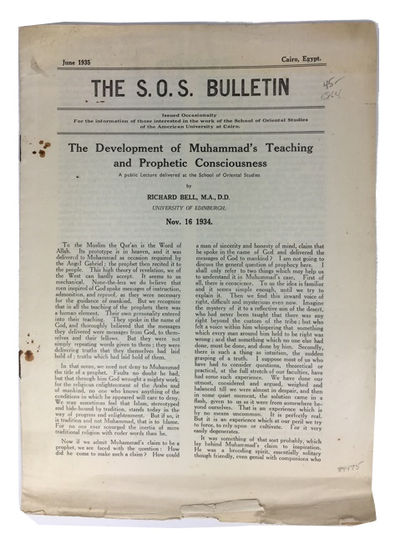 June 1935 Cairo, Egypt.
THE S. O. S. BULLETIN
Issued Occasionally
For the information of those interested in the work of the School of Oriental Studies
of the American University at Cairo.
The Development of Muhammad's Teaching
and Prophetic Consciousness
A public Lecture delivered at the School of Oriental Studies
by
RICHARD BELL, M.A., D.D.
UNIVERSITY OF EDINBURGH.
Nov. 16 1934.
To the Muslim the Qur'an is the Word of
Allah. Its prototype is in heaven, and it was
delivered to Muhammad as occasion required by
the Angel Gabriel; the prophet then recited it to
the people. This high theory of revelation, we of
the West can hardly accept. It seems to us
mechanical. None-the-less we do believe that
men inspired of God spoke messages of instruction,
admonition, and reproof, as they were necessary
for the guidance of mankind. But we recognize
that in all the teaching of the prophets there was
a human element. Their own personality entered
into their teaching. They spoke in the name of
God, and thoroughly believed that the messages
they delivered were messages from God, to them-
selves and their fellows. But they were not
simply repeating words given to them; they were
delivering truths that they themselves had laid
hold of; truths which had laid hold of them.
In that sense, we need not deny to Muhammad
the title of a prophet. Faults no doubt he had,
but that through him God wrought a mighty work,
for the religious enlightenment of the Arabs and
of mankind, no one who knows anything of the
conditions in which he appeared will care to deny.
We may sometimes feel that Islam, stereotyped
and hide-bound by tradition, stands today in the
way of progress and enlightenment. But if so, it
is tradition and not Muhammad, that is to blame.
For no one ever scourged the inertia of mere
traditional religion with ruder words than he.
Now if we admit Muhammad's claim to be a
prophet, we are faced with the question: How
did he come to make such a claim? How could
a man of sincerity and honesty of mind, claim that
he spoke in the name of God and delivered the
messages of God to mankind? I am not going to
discuss the general question of prophecy here. I
shall only refer to two things which may help us
to understand it in Muhammad's case. First of
all, there is conscience. To us the idea is familiar
and it seems simple enough, until we try to
explain it. Then we find this inward voice of
right, difficult and mysterious even now. Imagine
the mystery of it to a reflective man of the desert,
who had never been taught that there was any
right beyond the custom of the tribe; but who
felt a voice within him whispering that something
which every man around him held to be right was
wrong; and that something which no one else had
done, must be done, and done by him. Secondly,
there is such a thing as intuition, the sudden
grasping of a truth. I suppose most of us who
have had to consider questions, theoretical or
practical, at the full stretch of our faculties, have
had some such experience. We have done our
utmost, considered and argued, weighed and
balanced till we were almost in despair, and then
in some quiet moment, the solution came in a
flash, given to us as it were from somewhere be-
yond ourselves. That is an experience which is
by no means uncommon. It is perfectly real.
But it is an experience which at our peril we try
to force, to rely upon or cultivate. For it very
easily degenerates.
It was something of that sort probably, which
lay behind Muhammad's claim to inspiration.
He was a brooding spirit, essentially solitary
though friendly, even genial with companions who